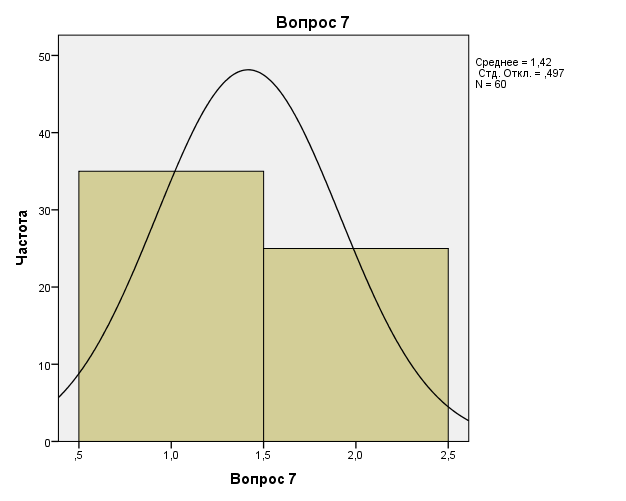 Вопрос 7
Среднее = 1,42
Стд. Откл. = ,497
N = 60
50
40
30
20
10
0
Частота
,5
1,0
1,5
2,0
2,5
Вопрос 7